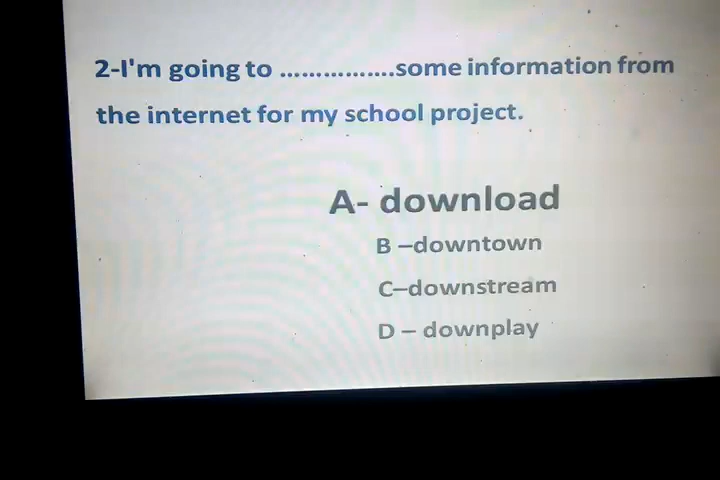 2-I'm going to ................some information from
the internet for my school project.
A- download
B –downtown
C–downstream
D – downplay